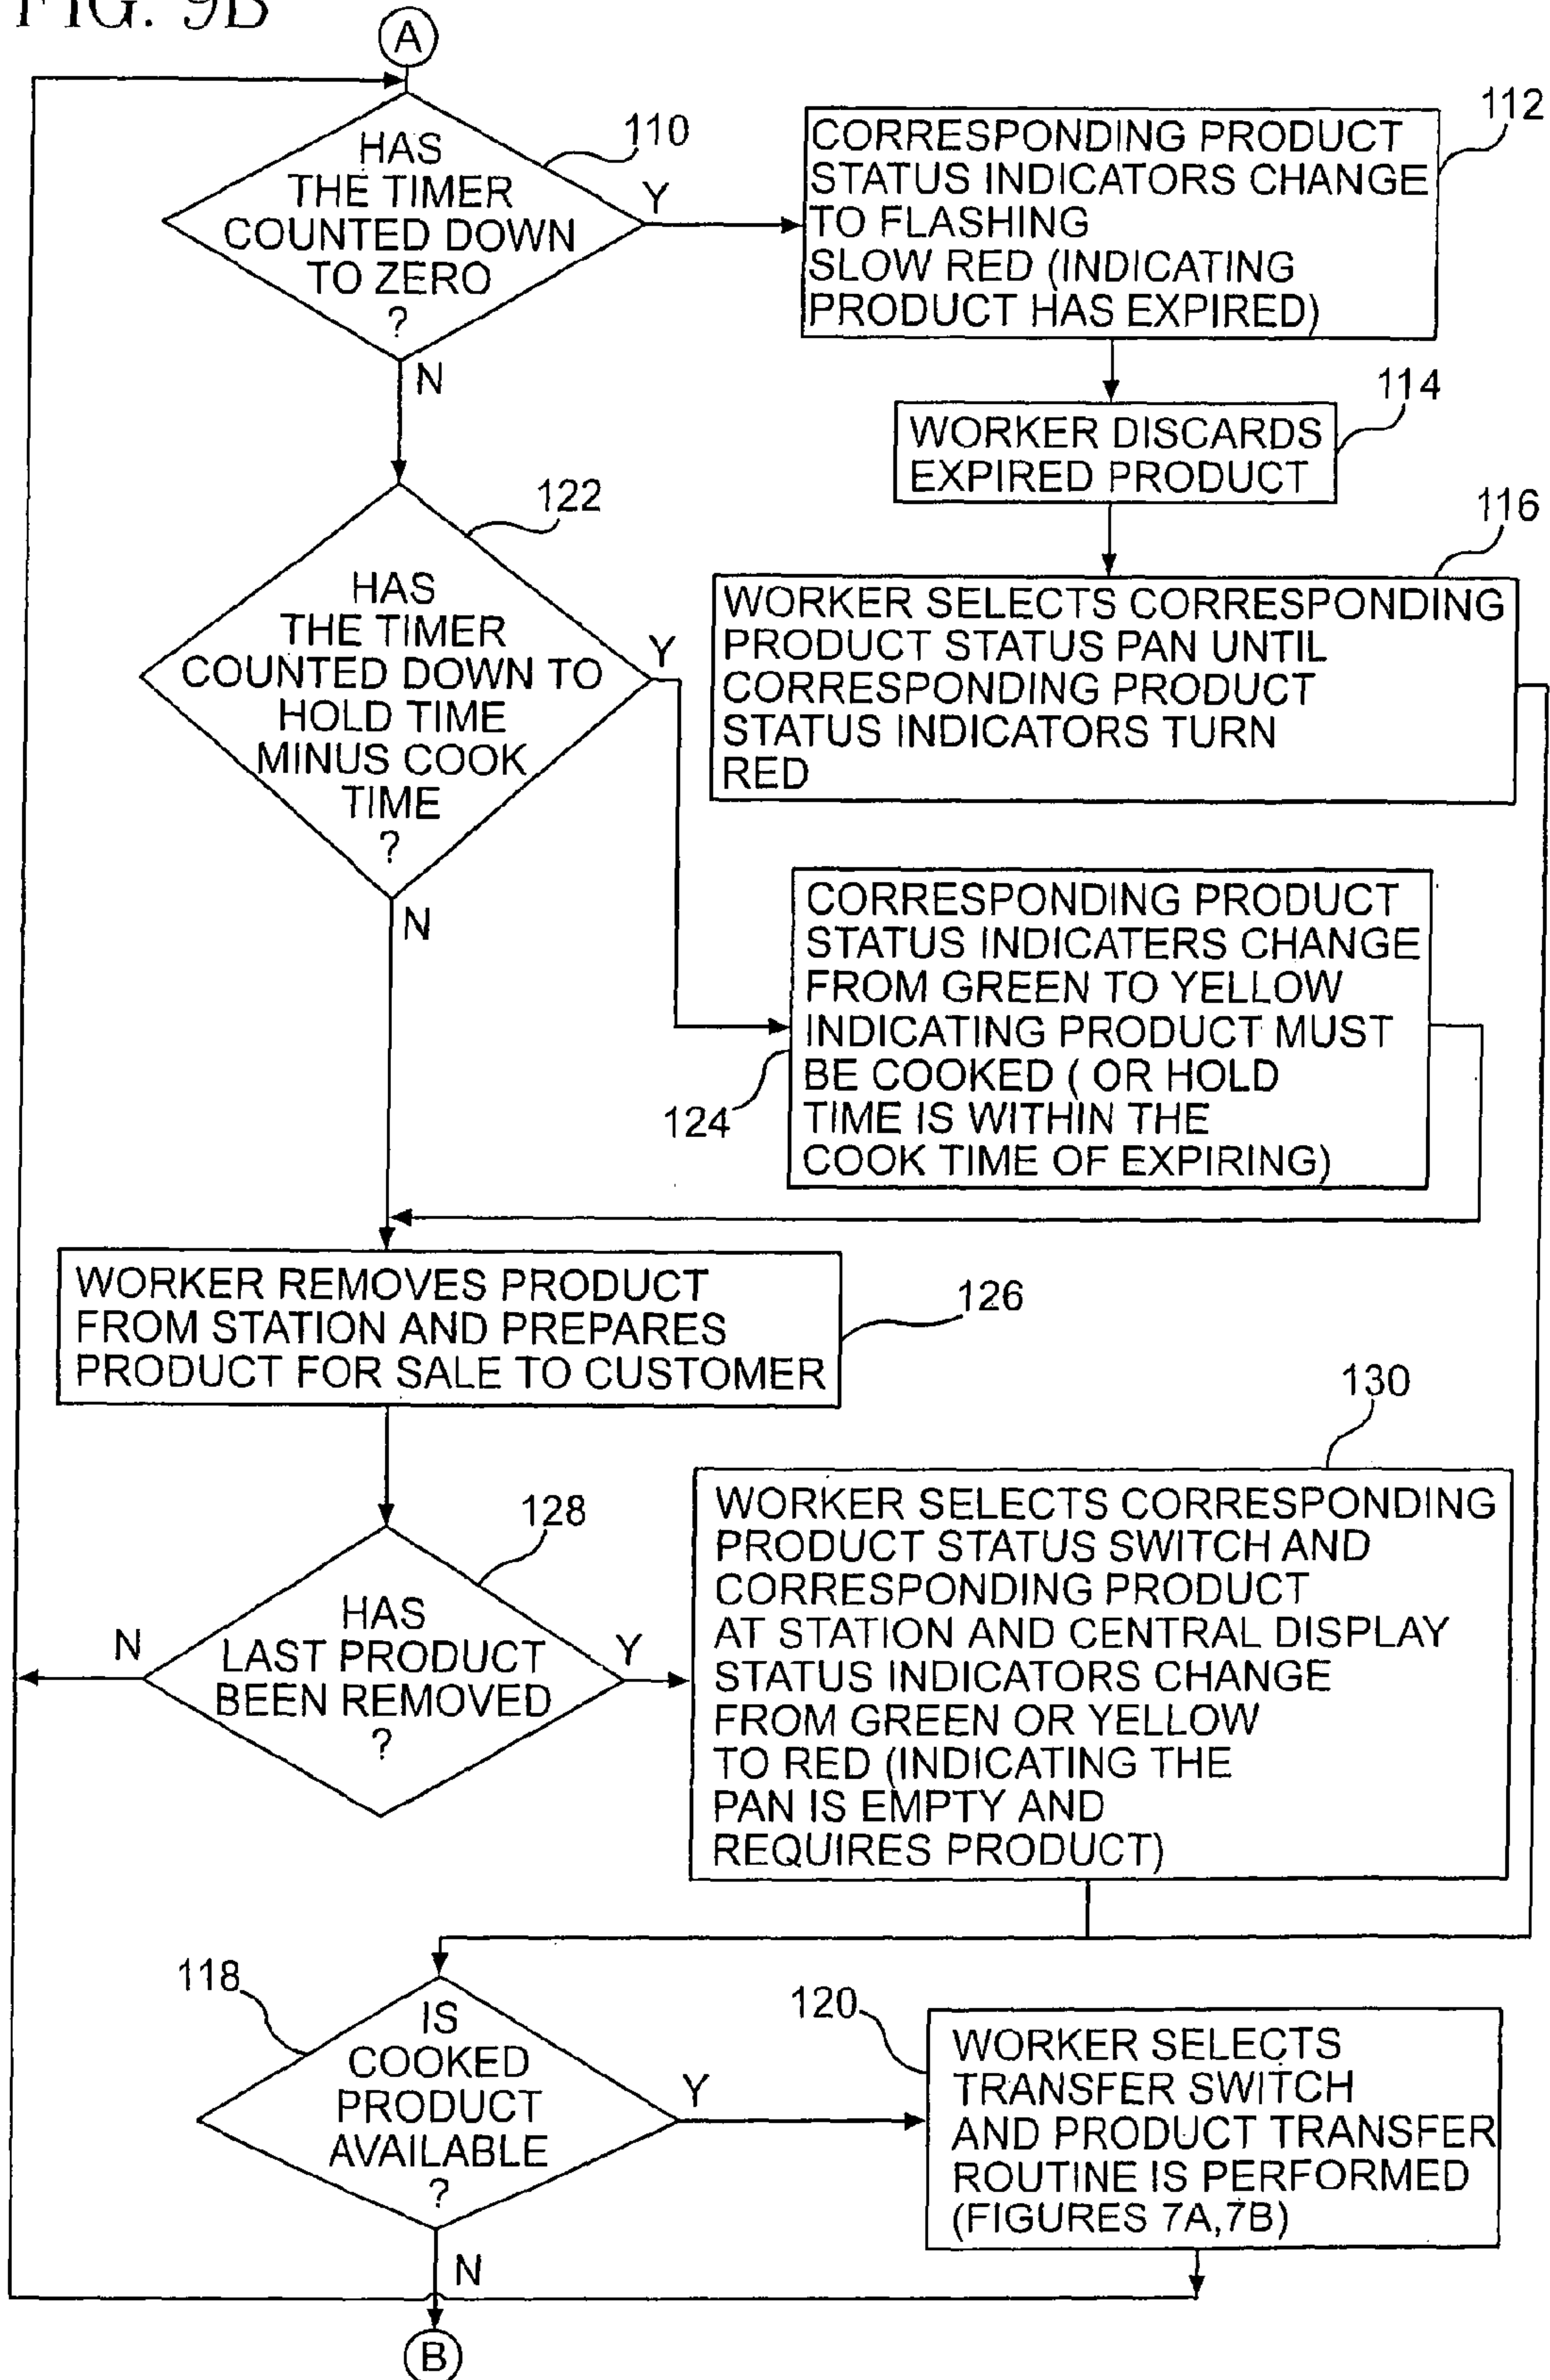 FIG. 9B
A
HAS
THE TIMER
COUNTED DOWN
TO ZERO
?
110
Y
N
CORRESPONDING PRODUCT
STATUS INDICATORS CHANGE
TO FLASHING
SLOW RED (INDICATING
PRODUCT HAS EXPIRED)
112
WORKER DISCARDS
EXPIRED PRODUCT
114
WORKER SELECTS CORRESPONDING
PRODUCT STATUS PAN UNTIL
CORRESPONDING PRODUCT
STATUS INDICATORS TURN
RED
116
HAS
THE TIMER
COUNTED DOWN TO
HOLD TIME
MINUS COOK
TIME
?
122
Y
N
CORRESPONDING PRODUCT
STATUS INDICATERS CHANGE
FROM GREEN TO YELLOW
INDICATING PRODUCT MUST
BE COOKED ( OR HOLD
TIME IS WITHIN THE
COOK TIME OF EXPIRING)
124
WORKER REMOVES PRODUCT
FROM STATION AND PREPARES
PRODUCT FOR SALE TO CUSTOMER
126
HAS
LAST PRODUCT
BEEN REMOVED
?
128
N
Y
WORKER SELECTS CORRESPONDING
PRODUCT STATUS SWITCH AND
CORRESPONDING PRODUCT
AT STATION AND CENTRAL DISPLAY
STATUS INDICATORS CHANGE
FROM GREEN OR YELLOW
TO RED (INDICATING THE
PAN IS EMPTY AND
REQUIRES PRODUCT)
130
IS
COOKED
PRODUCT
AVAILABLE
?
118
Y
N
WORKER SELECTS
TRANSFER SWITCH
AND PRODUCT TRANSFER
ROUTINE IS PERFORMED
(FIGURES 7A,7B)
120
B